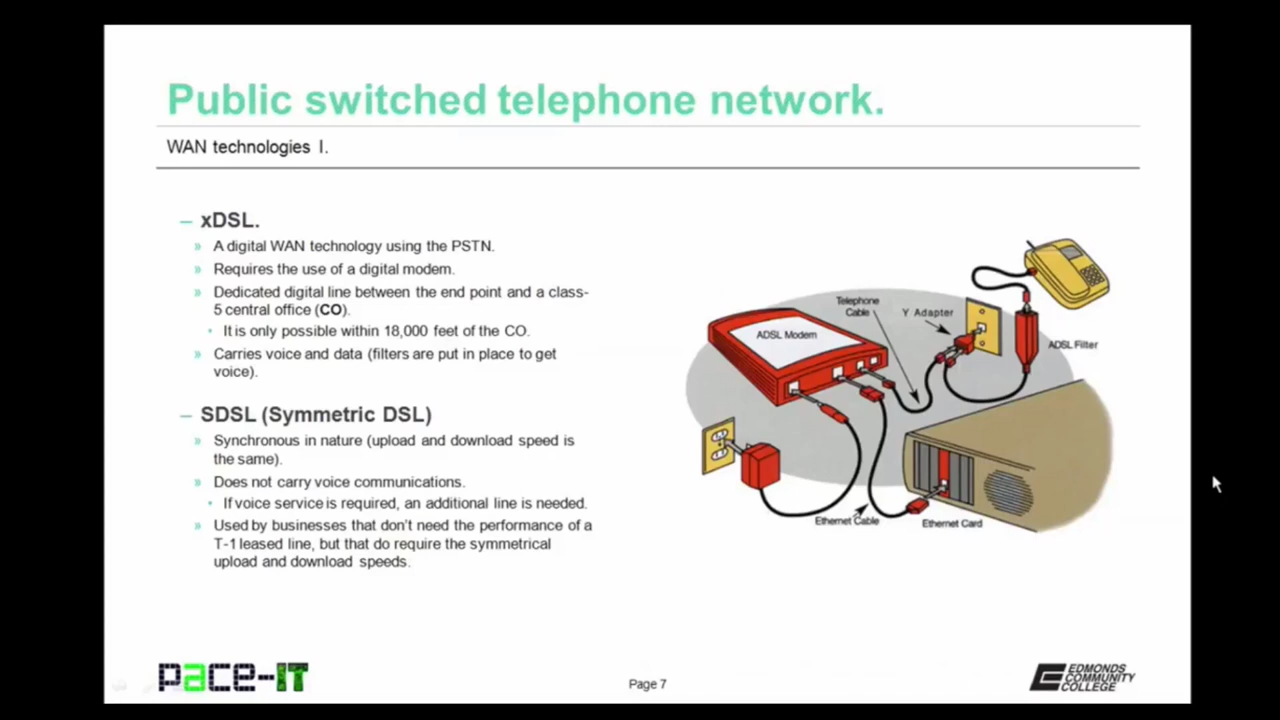 Public switched telephone network.
WAN technologies I.
– xDSL.
» A digital WAN technology using the PSTN.
» Requires the use of a digital modem.
» Dedicated digital line between the end point and a class-
5 central office (CO).
• It is only possible within 18,000 feet of the CO.
» Carries voice and data (filters are put in place to get
voice).
– SDSL (Symmetric DSL)
» Synchronous in nature (upload and download speed is
the same).
» Does not carry voice communications.
• If voice service is required, an additional line is needed.
» Used by businesses that don't need the performance of a
T-1 leased line, but that do require the symmetrical
upload and download speeds.
Telephone
Cable
Y Adapter
ADSL Modem
ADSL Filter
Ethernet Cable
Ethernet Card
pace-IT
Page 7
EDMONDS
COMMUNITY
COLLEGE